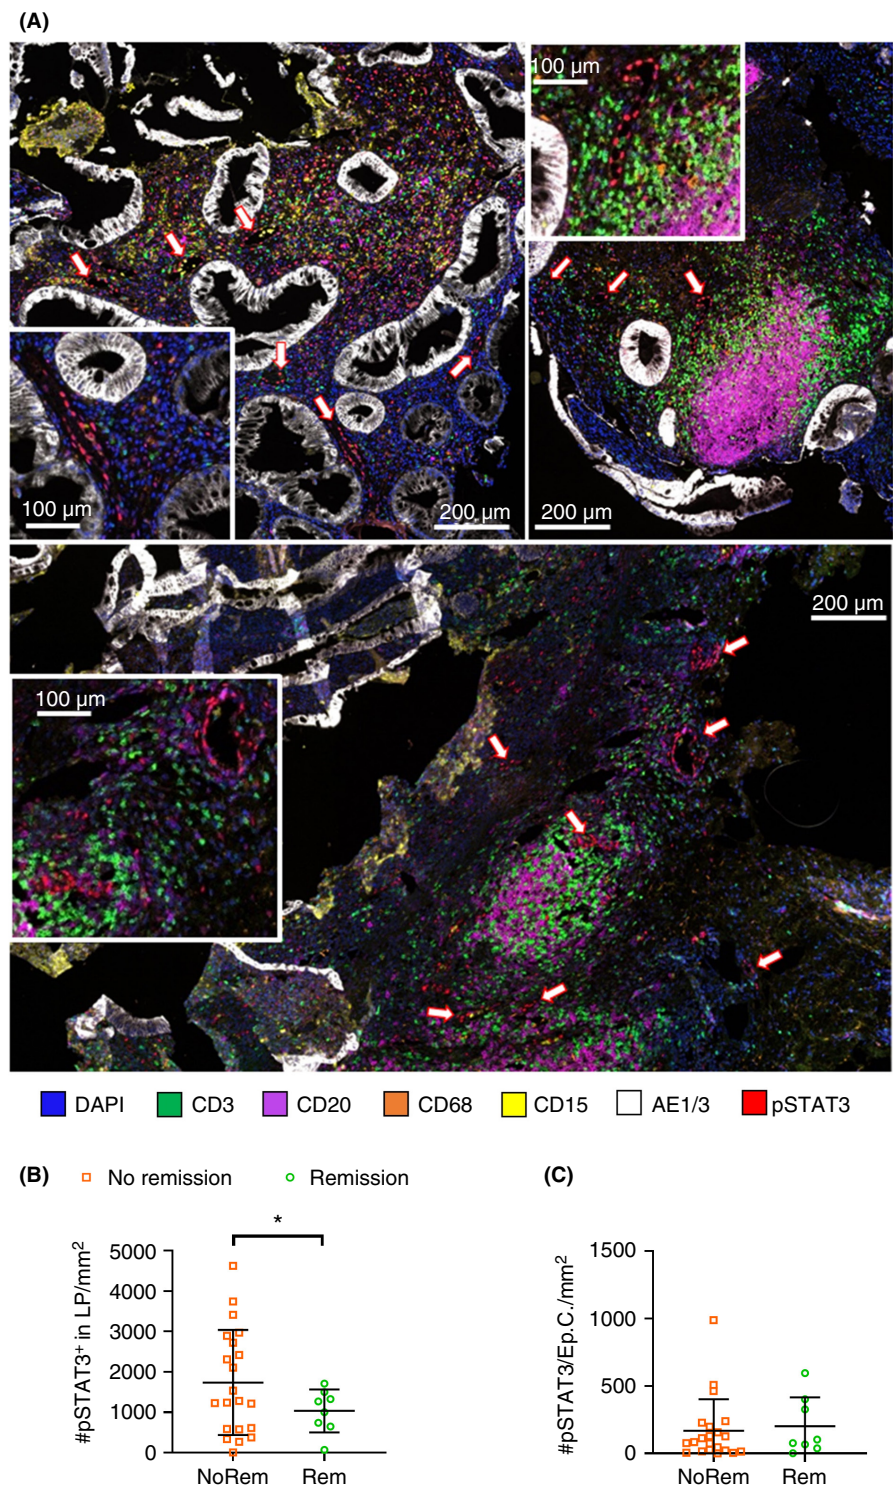 (A)
100 μm
100 μm
200 μm
200 μm
200 μm
100 μm
DAPI CD3 CD20 CD68 CD15 AE1/3 pSTAT3
(B) No remission Remission (C)
*
#pSTAT3⁺ in LP/mm²
5000
4000
3000
2000
1000
0
NoRem Rem
#pSTAT3/Ep.C./mm²
1500
1000
500
0
NoRem Rem